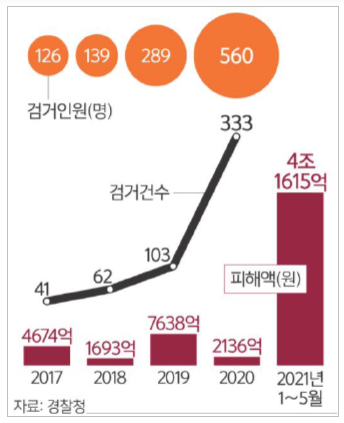 126 139 289 560
검거인원(명)
333
4조
1615억
검거건수
103
62
41
피해액(원)
4674억 1693억 7638억 2136억
2017 2018 2019 2020 2021년
1~5월
자료: 경찰청